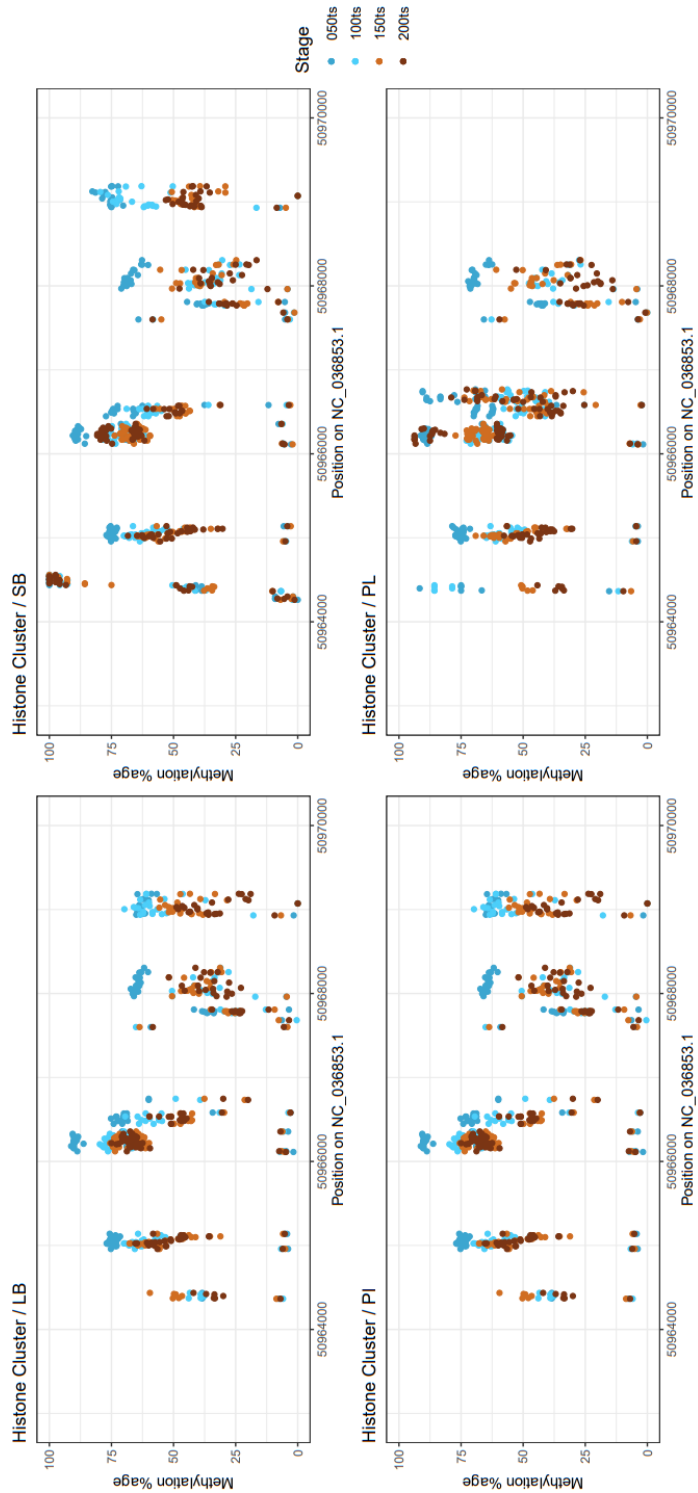 Histone Cluster / LB
100
75
50
25
0
Methylation %age
50964000
50966000
50968000
50970000
Position on NC_036853.1
Histone Cluster / SB
100
75
50
25
0
Methylation %age
50964000
50966000
50968000
50970000
Position on NC_036853.1
Histone Cluster / PI
100
75
50
25
0
Methylation %age
50964000
50966000
50968000
50970000
Position on NC_036853.1
Histone Cluster / PL
100
75
50
25
0
Methylation %age
50964000
50966000
50968000
50970000
Position on NC_036853.1
Stage
050ts
100ts
150ts
200ts